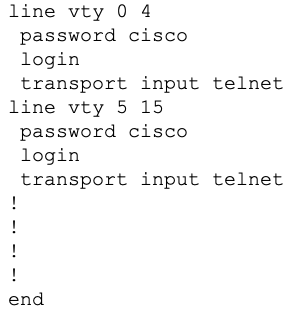 line vty 0 4
 password cisco
 login
 transport input telnet
line vty 5 15
 password cisco
 login
 transport input telnet
!
!
!
!
end